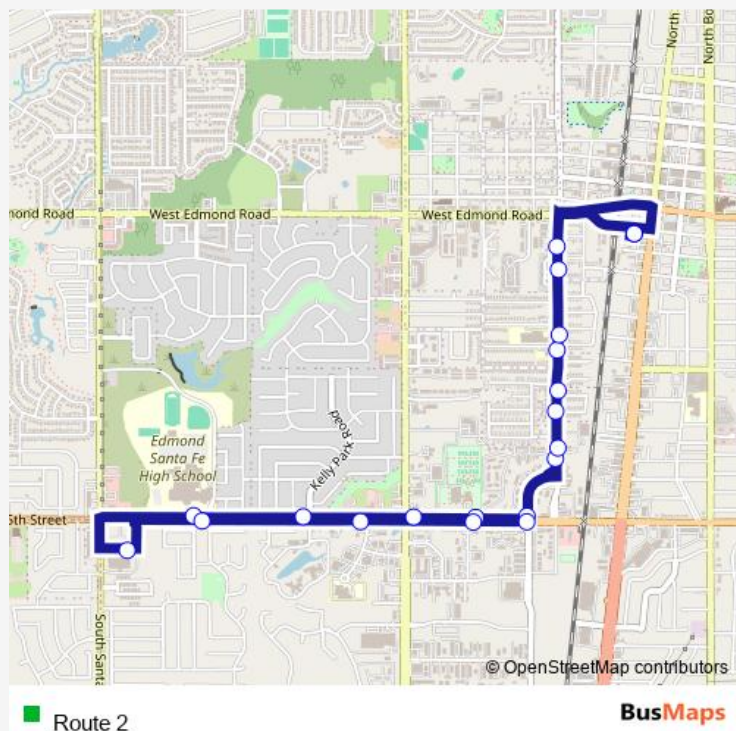 North
North Bo
mond Road
West Edmond Road
West Edmond Road
Edmond
Santa Fe
High School
Kelly Park Road
5th Street
South Santa
© OpenStreetMap contributors
Route 2
BusMaps